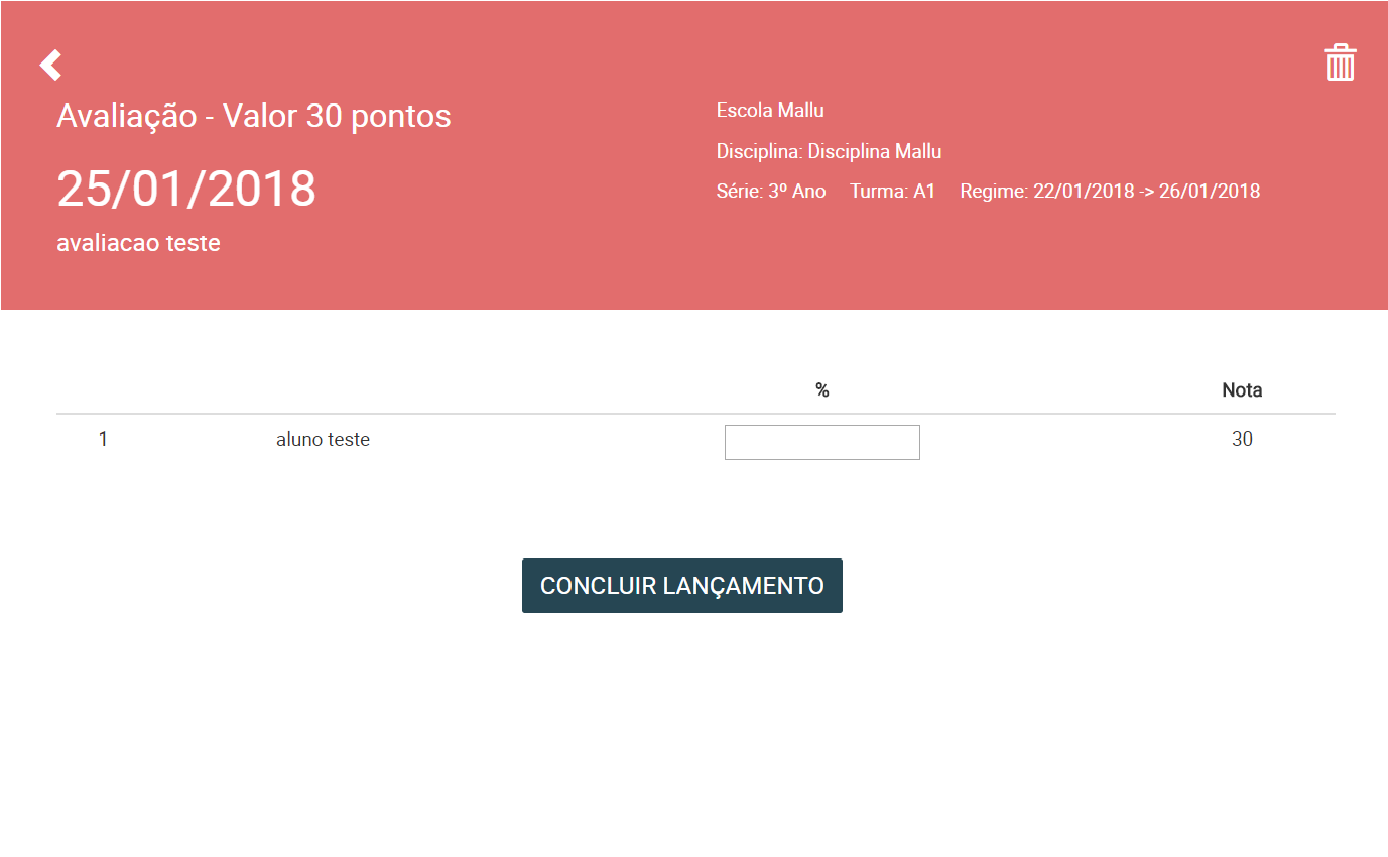 Avaliação - Valor 30 pontos
25/01/2018
avaliacao teste
Escola Mallu
Disciplina: Disciplina Mallu
Série: 3º Ano Turma: A1 Regime: 22/01/2018 -> 26/01/2018
% Nota
1 aluno teste 30
CONCLUIR LANÇAMENTO